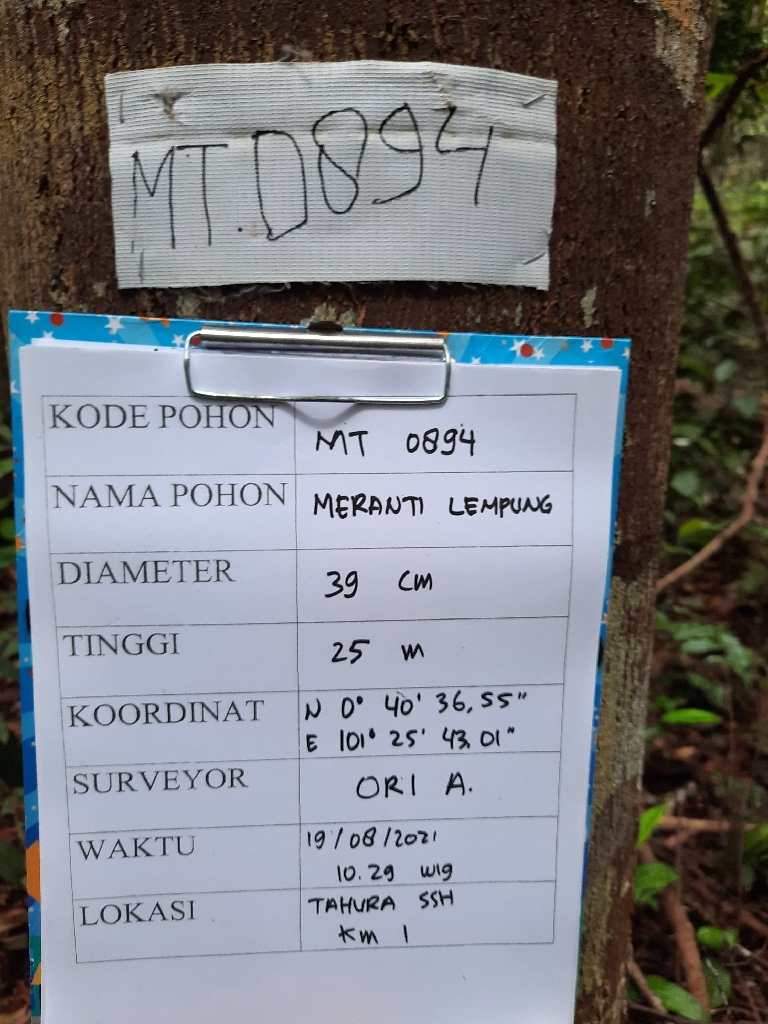 MT.0894
KODE POHON MT 0894
NAMA POHON MERANTI LEMPUNG
DIAMETER 39 cm
TINGGI 25 m
KOORDINAT N 0° 40' 36,55"
E 101° 25' 43,01"
SURVEYOR ORI A.
WAKTU 19/08/2021
10.29 WIB
LOKASI TAHURA SSH
Km 1